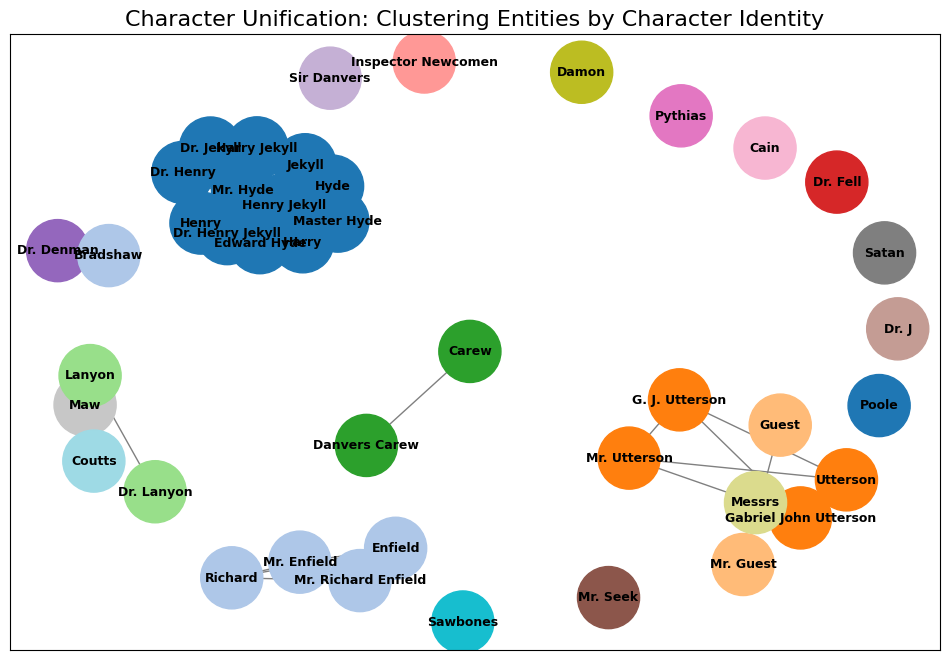 Character Unification: Clustering Entities by Character Identity
Inspector Newcomen
Sir Danvers
Damon
Pythias
Cain
Dr. Jekyll
Harry Jekyll
Jekyll
Dr. Henry
Mr. Hyde
Hyde
Henry Jekyll
Dr. Fell
Henry
Master Hyde
Dr. Henry Jekyll
Edward Hyde
Harry
Dr. Denman
Bradshaw
Satan
Dr. J
Carew
Lanyon
Maw
G. J. Utterson
Poole
Guest
Danvers Carew
Mr. Utterson
Coutts
Utterson
Dr. Lanyon
Messrs
Gabriel John Utterson
Enfield
Mr. Enfield
Mr. Guest
Richard
Mr. Richard Enfield
Mr. Seek
Sawbones